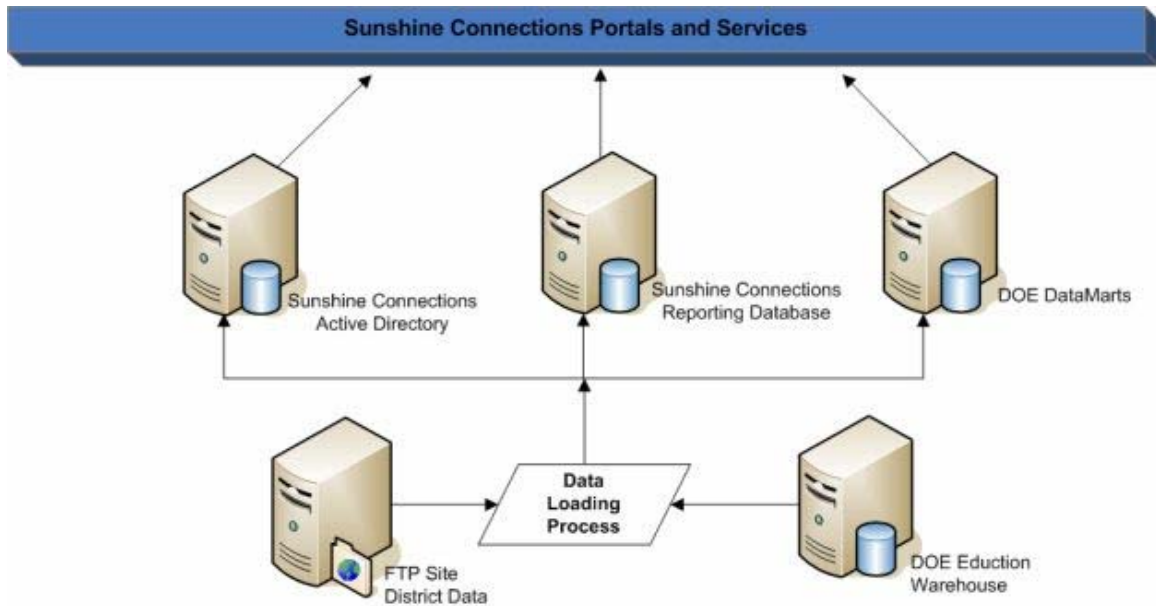 Sunshine Connections Portals and Services
Sunshine Connections
Active Directory
Sunshine Connections
Reporting Database
DOE DataMarts
Data
Loading
Process
FTP Site
District Data
DOE Eduction
Warehouse